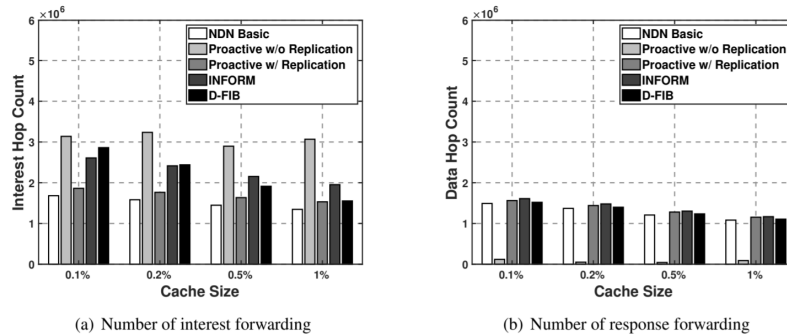 ×10⁶
6
5
4
3
2
1
0
Interest Hop Count
NDN Basic
Proactive w/o Replication
Proactive w/ Replication
INFORM
D-FIB
0.1% 0.2% 0.5% 1%
Cache Size
(a) Number of interest forwarding
×10⁶
6
5
4
3
2
1
0
Data Hop Count
NDN Basic
Proactive w/o Replication
Proactive w/ Replication
INFORM
D-FIB
0.1% 0.2% 0.5% 1%
Cache Size
(b) Number of response forwarding